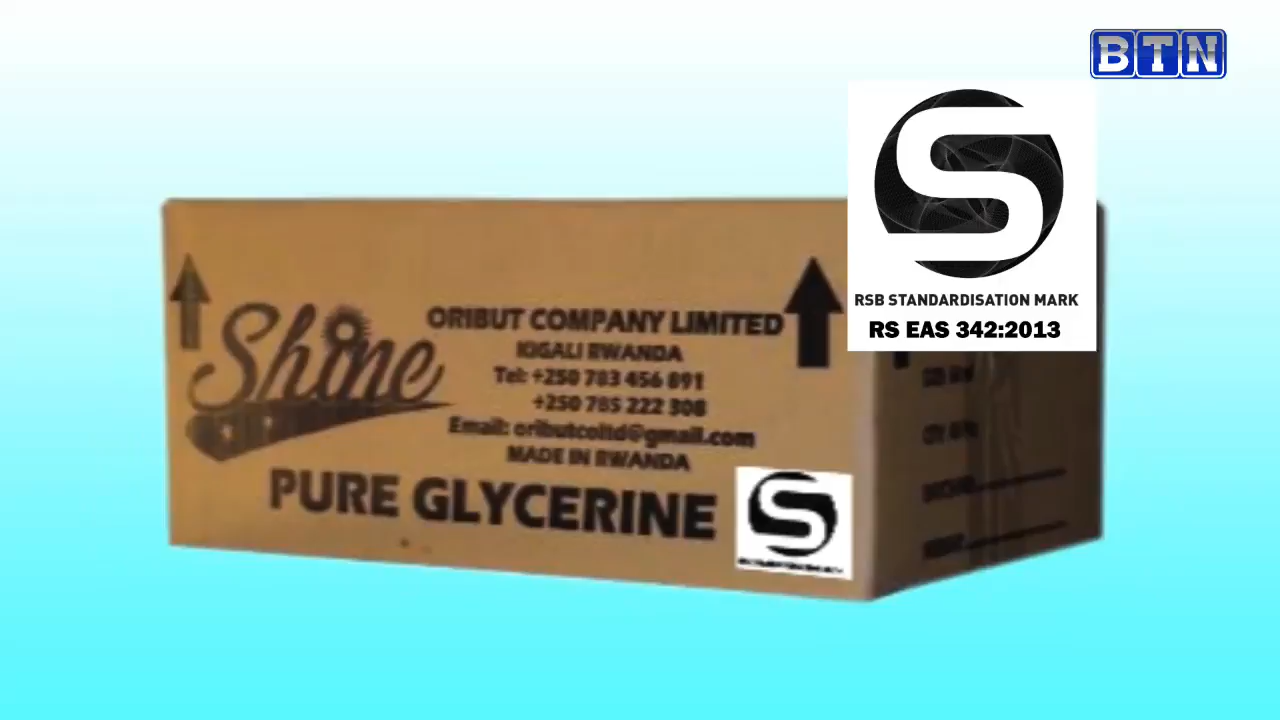 BTN
S
RSB STANDARDISATION MARK
RS EAS 342:2013
Shine
ORIBUT COMPANY LIMITED
KIGALI RWANDA
Tel: +250 783 456 891
+250 785 222 308
Email: oributcoltd@gmail.com
MADE IN RWANDA
PURE GLYCERINE
S